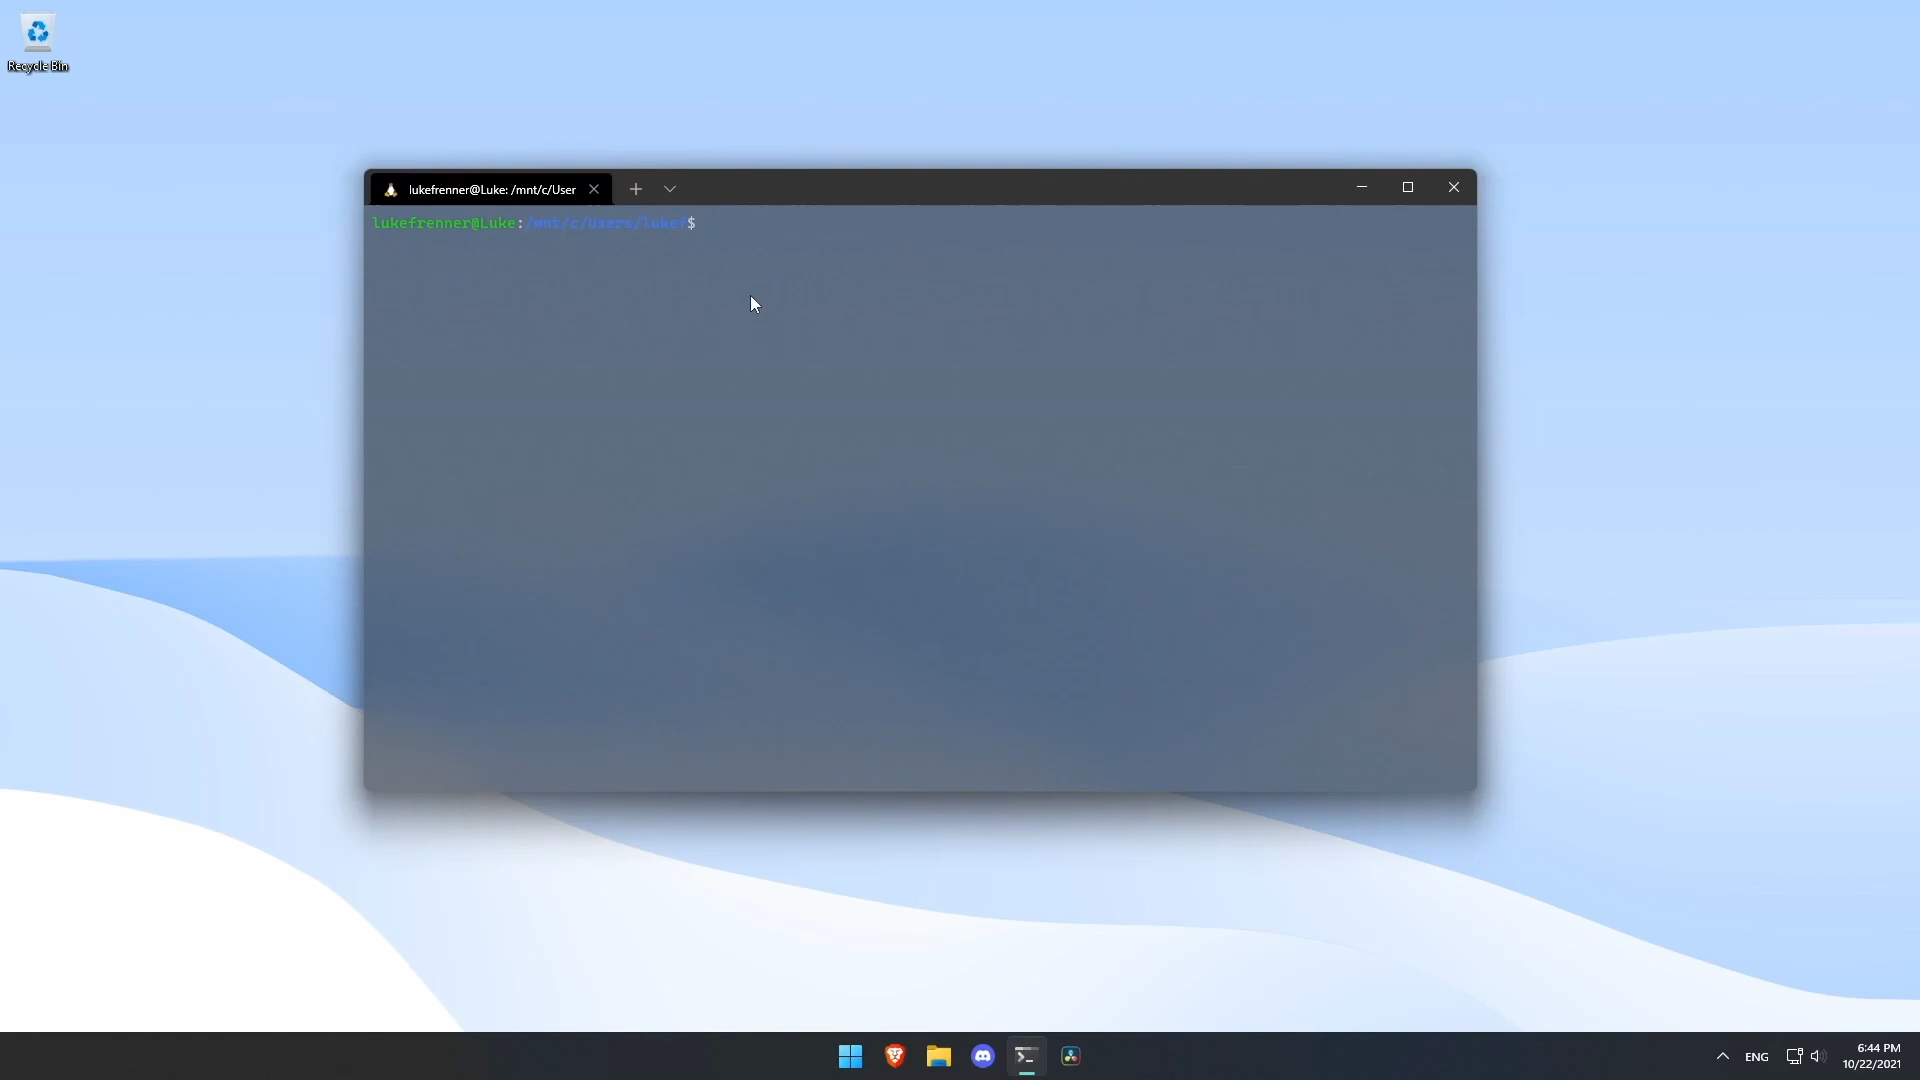 Recycle Bin
lukefrenner@Luke: /mnt/c/User
lukefrenner@Luke:/mnt/c/Users/lukef$
ENG
6:44 PM
10/22/2021